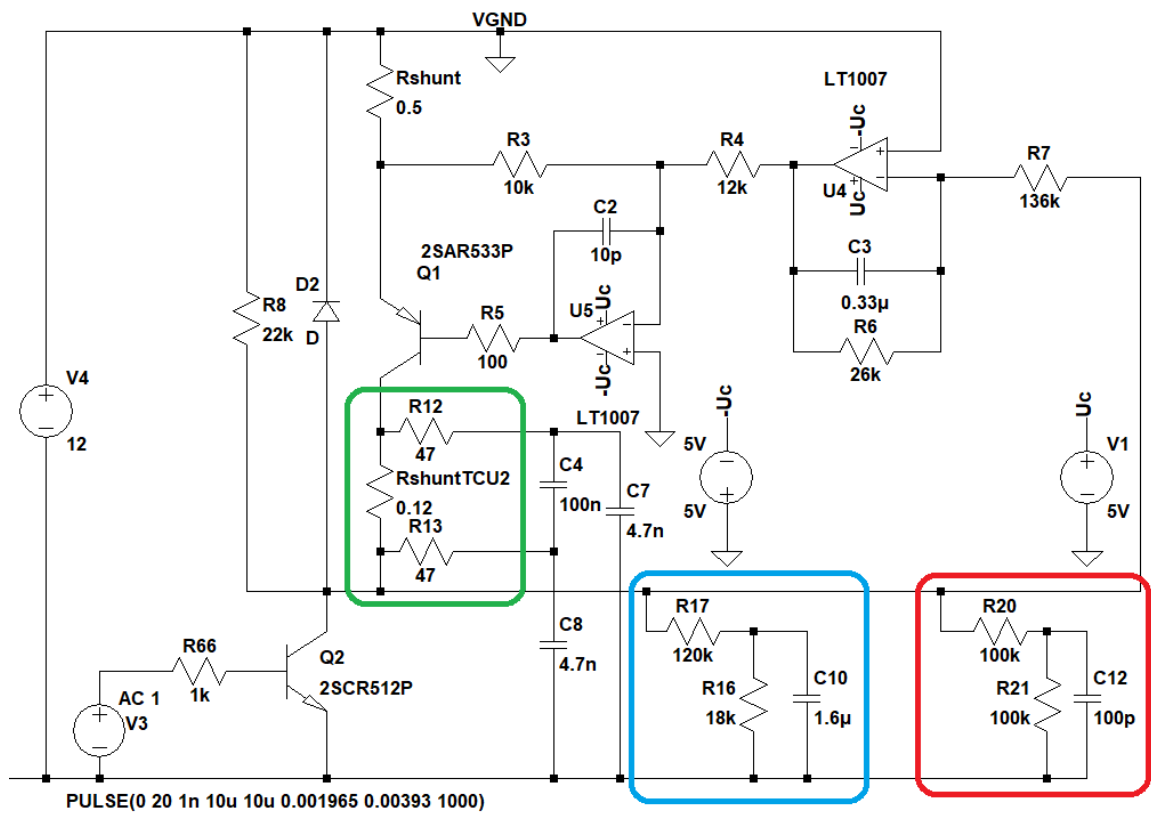 VGND
Rshunt
0.5
LT1007
-Uc
U4
Uc
R3
10k
R4
12k
R7
136k
C2
10p
C3
0.33µ
R6
26k
2SAR533P
Q1
D2
D
R8
22k
R5
100
U5
Uc
-Uc
LT1007
V4
12
R12
47
RshuntTCU2
0.12
R13
47
C4
100n
C7
4.7n
-Uc
5V
5V
Uc
V1
5V
C8
4.7n
R17
120k
R16
18k
C10
1.6µ
R20
100k
R21
100k
C12
100p
R66
1k
Q2
2SCR512P
AC 1
V3
PULSE(0 20 1n 10u 10u 0.001965 0.00393 1000)